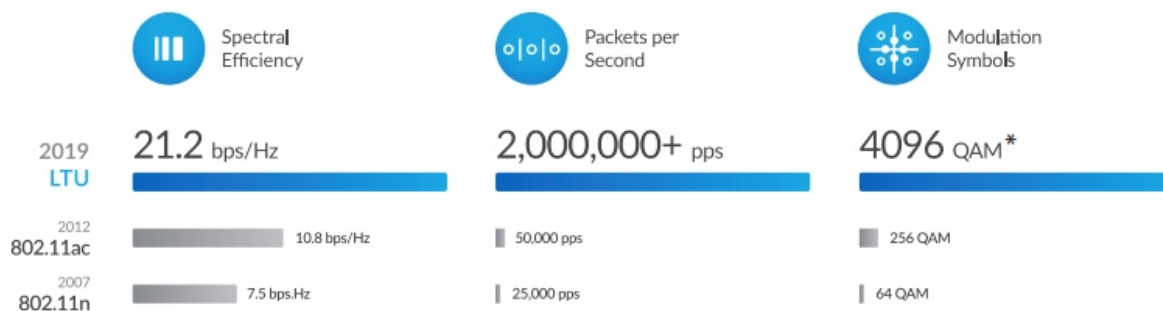 Spectral
Efficiency
Packets per
Second
Modulation
Symbols
2019
LTU
21.2 bps/Hz
2,000,000+ pps
4096 QAM*
2012
802.11ac
10.8 bps/Hz
50,000 pps
256 QAM
2007
802.11n
7.5 bps.Hz
25,000 pps
64 QAM